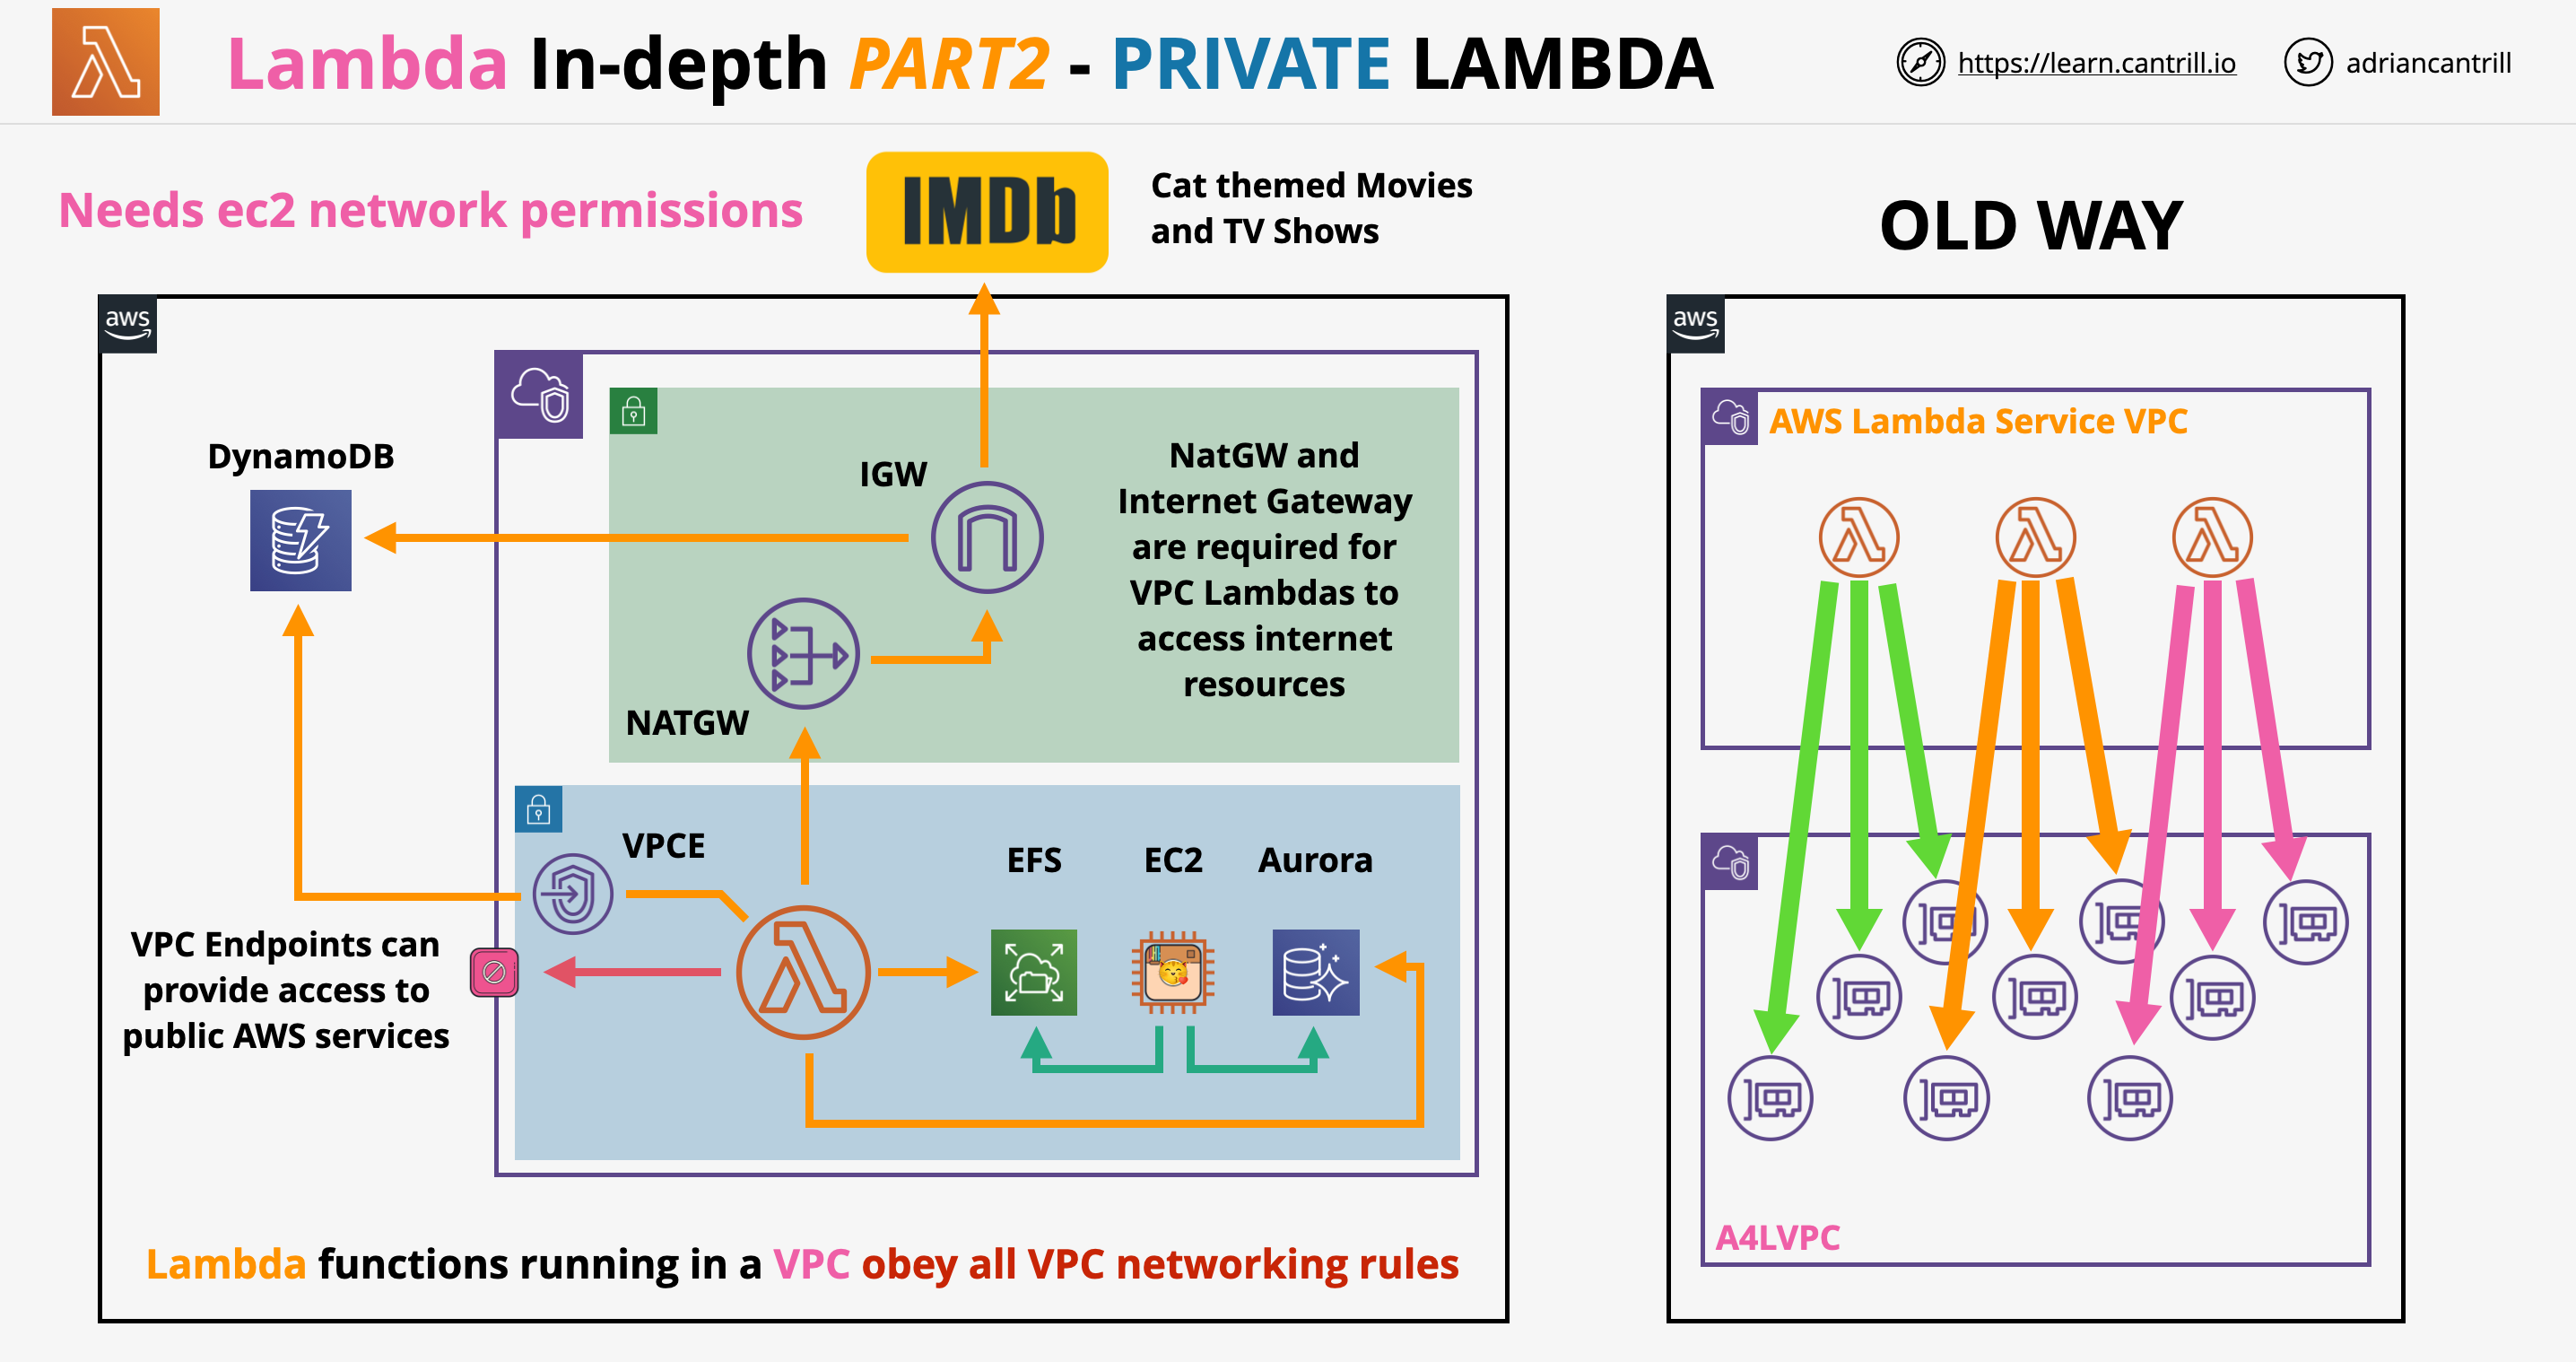 Lambda In-depth PART2 - PRIVATE LAMBDA
https://learn.cantrill.io
adriancantrill
Needs ec2 network permissions
IMDb
Cat themed Movies
and TV Shows
OLD WAY
aws
DynamoDB
IGW
NatGW and
Internet Gateway
are required for
VPC Lambdas to
access internet
resources
NATGW
VPCE
EFS
EC2
Aurora
VPC Endpoints can
provide access to
public AWS services
Lambda functions running in a VPC obey all VPC networking rules
aws
AWS Lambda Service VPC
A4LVPC